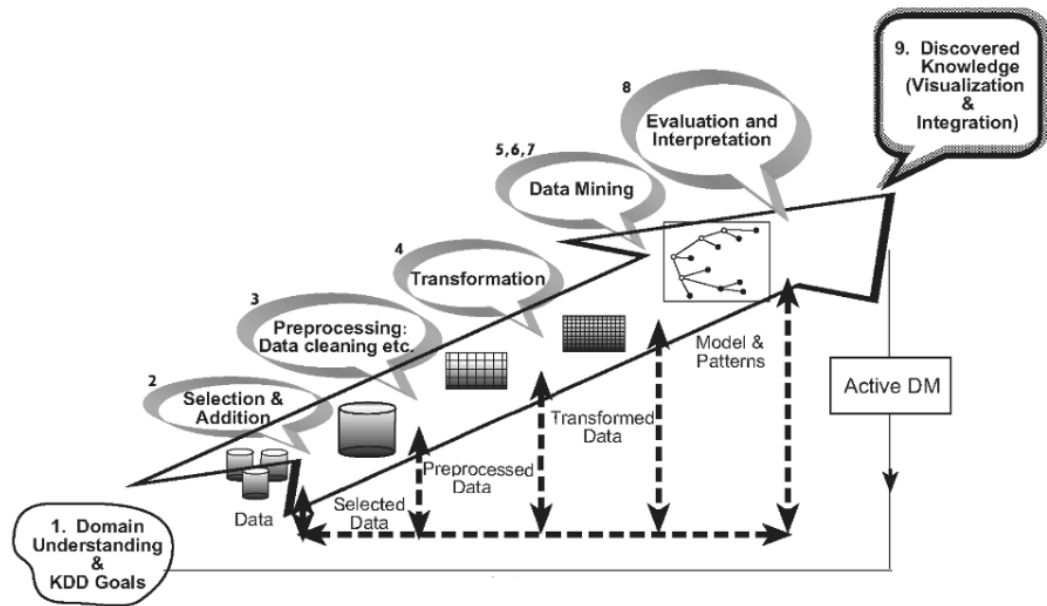 9. Discovered
Knowledge
(Visualization
&
Integration)
8
Evaluation and
Interpretation
5,6,7
Data Mining
4
Transformation
3
Preprocessing:
Data cleaning etc.
2
Selection &
Addition
Model &
Patterns
Active DM
Transformed
Data
Preprocessed
Data
Selected
Data
Data
1. Domain
Understanding
&
KDD Goals